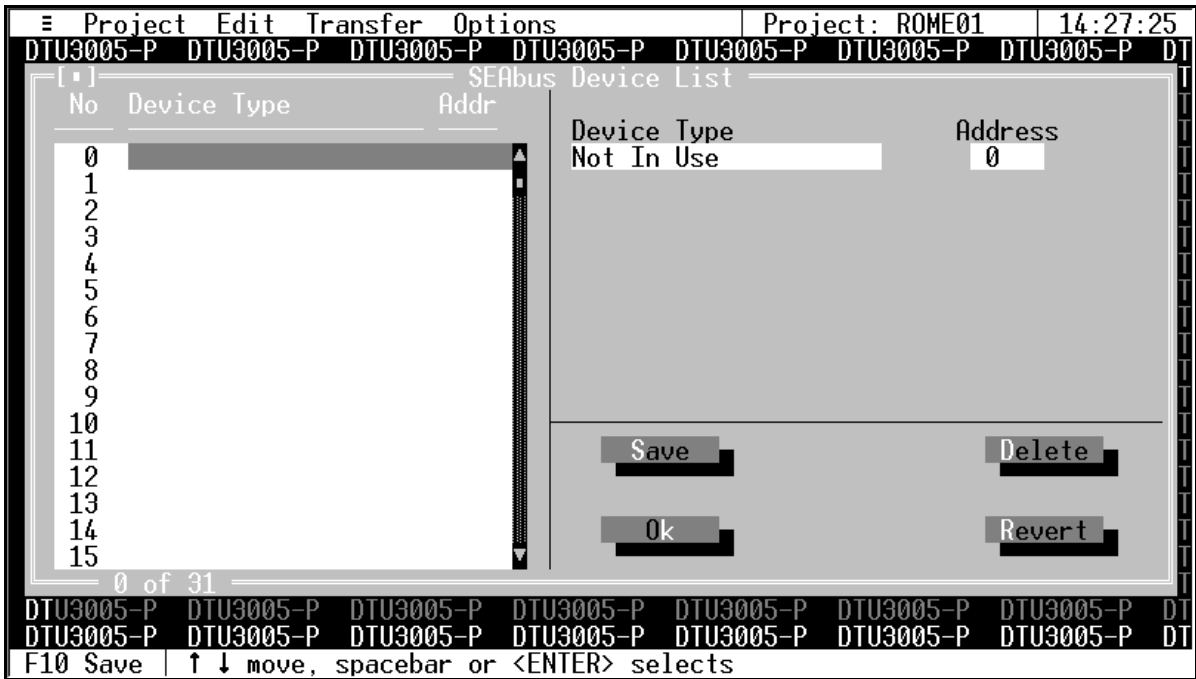 ≡ Project Edit Transfer Options Project: ROME01 14:27:25
DTU3005-P DTU3005-P DTU3005-P DTU3005-P DTU3005-P DTU3005-P DTU3005-P DT
[▪] SEAbus Device List
No Device Type Addr
Device Type Address
Not In Use 0
0
1
2
3
4
5
6
7
8
9
10
11
12
13
14
15
Save Delete
Ok Revert
0 of 31
DTU3005-P DTU3005-P DTU3005-P DTU3005-P DTU3005-P DTU3005-P DTU3005-P DT
DTU3005-P DTU3005-P DTU3005-P DTU3005-P DTU3005-P DTU3005-P DTU3005-P DT
F10 Save | ↑ ↓ move, spacebar or <ENTER> selects